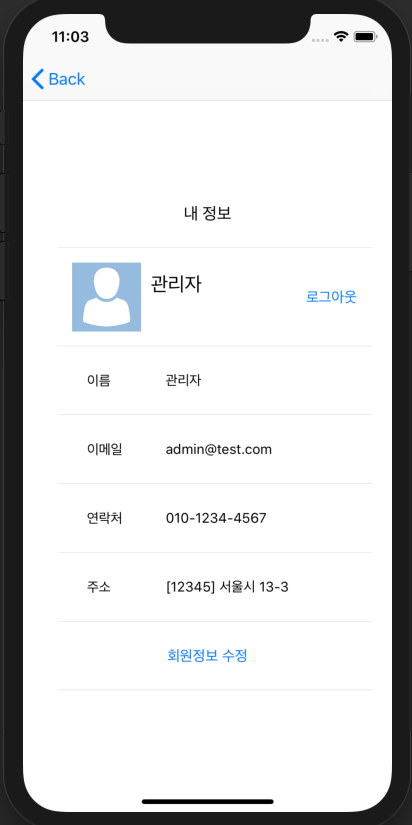 11:03
Back
내 정보
관리자
로그아웃
이름 관리자
이메일 admin@test.com
연락처 010-1234-4567
주소 [12345] 서울시 13-3
회원정보 수정